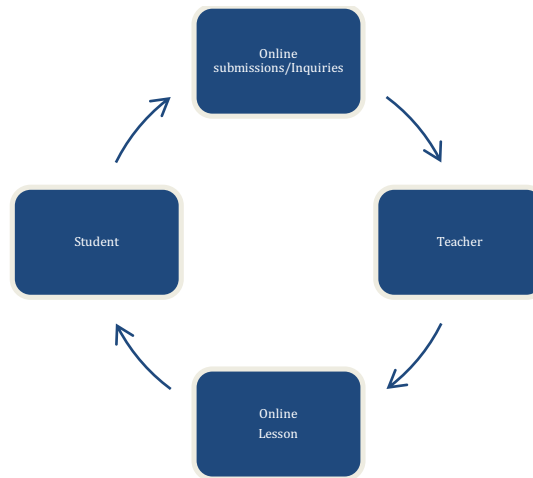 Online
submissions/Inquiries
Student
Teacher
Online
Lesson